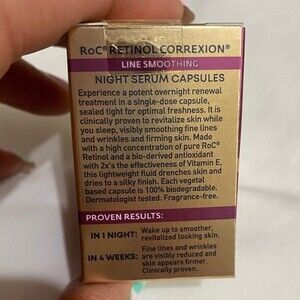 RoC® RETINOL CORREXION®
LINE SMOOTHING
NIGHT SERUM CAPSULES
Experience a potent overnight renewal
treatment in a single-dose capsule,
sealed tight for optimal freshness. It is
clinically proven to revitalize skin while
you sleep, visibly smoothing fine lines
and wrinkles and firming skin. Made
with a high concentration of pure RoC®
Retinol and a bio-derived antioxidant
with 2x's the effectiveness of Vitamin E,
this lightweight fluid drenches skin and
dries to a silky finish. Each vegetal
based capsule is 100% biodegradable.
Dermatologist tested. Fragrance-free.
PROVEN RESULTS:
IN 1 NIGHT: Wake up to smoother,
revitalized looking skin.
IN 4 WEEKS: Fine lines and wrinkles
are visibly reduced and
skin appears firmer.
Clinically proven.